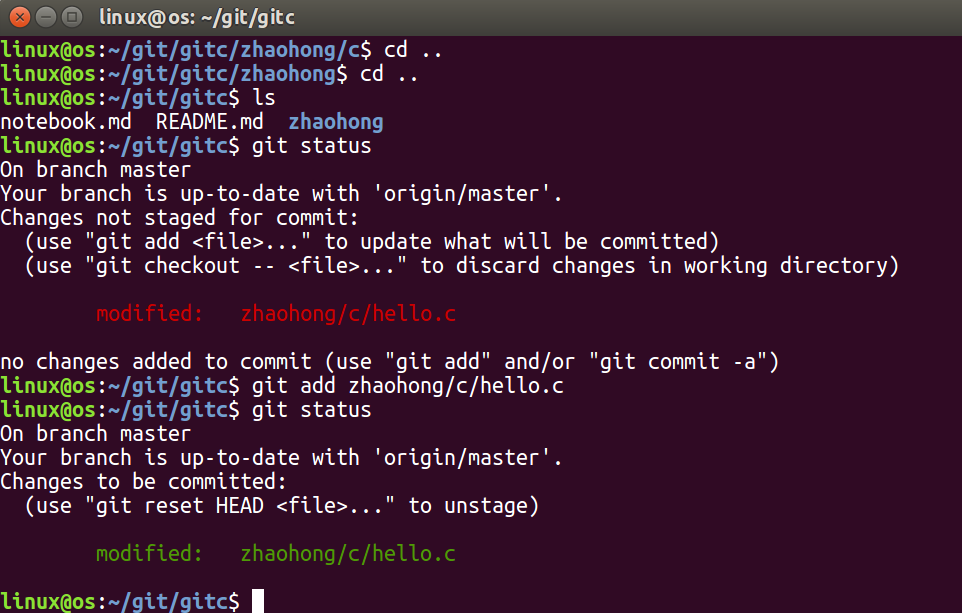 linux@os: ~/git/gitc
linux@os:~/git/gitc/zhaohong/c$ cd ..
linux@os:~/git/gitc/zhaohong$ cd ..
linux@os:~/git/gitc$ ls
notebook.md  README.md  zhaohong
linux@os:~/git/gitc$ git status
On branch master
Your branch is up-to-date with 'origin/master'.
Changes not staged for commit:
  (use "git add <file>..." to update what will be committed)
  (use "git checkout -- <file>..." to discard changes in working directory)
        modified:   zhaohong/c/hello.c
no changes added to commit (use "git add" and/or "git commit -a")
linux@os:~/git/gitc$ git add zhaohong/c/hello.c
linux@os:~/git/gitc$ git status
On branch master
Your branch is up-to-date with 'origin/master'.
Changes to be committed:
  (use "git reset HEAD <file>..." to unstage)
        modified:   zhaohong/c/hello.c
linux@os:~/git/gitc$